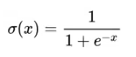 σ(x) = 1 / (1 + e^{-x})